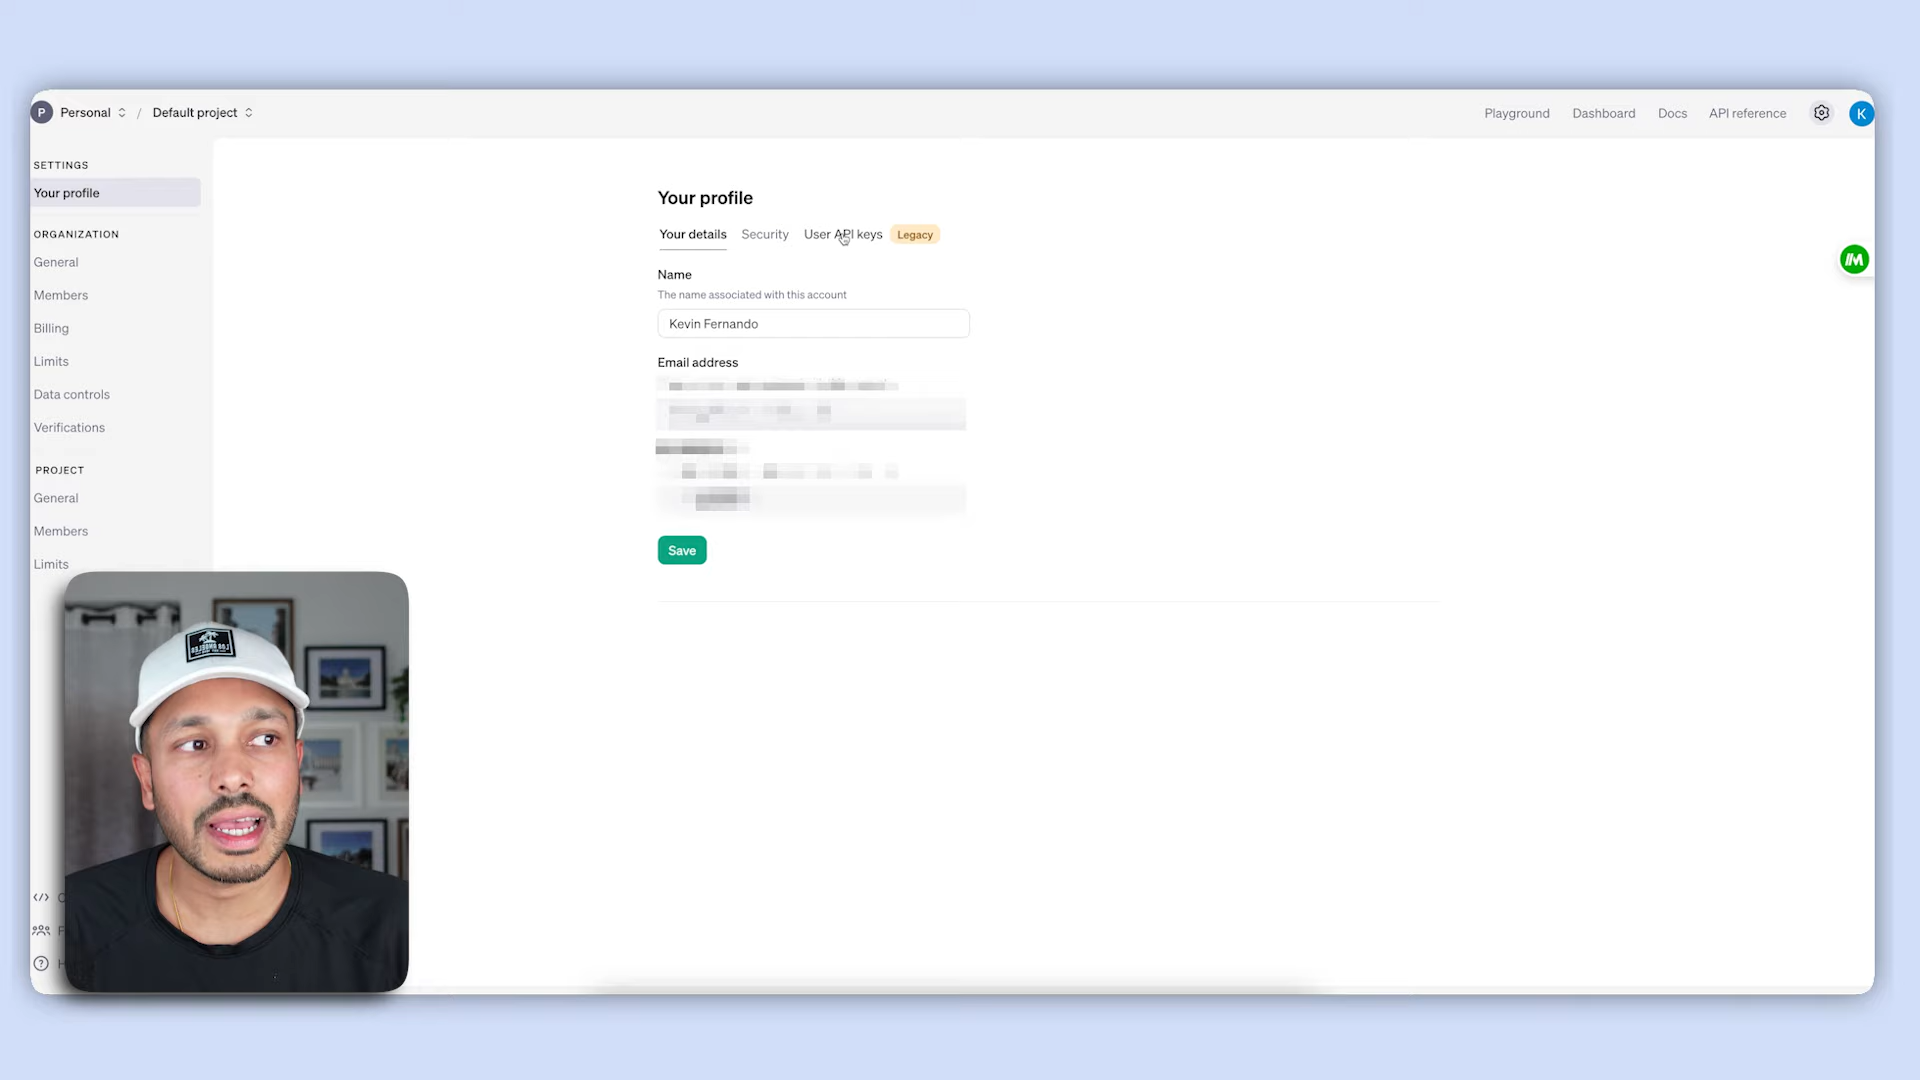 P Personal / Default project
Playground Dashboard Docs API reference K
SETTINGS
Your profile
ORGANIZATION
General
Members
Billing
Limits
Data controls
Verifications
PROJECT
General
Members
Limits
Your profile
Your details Security User API keys Legacy
Name
The name associated with this account
Kevin Fernando
Email address
Save